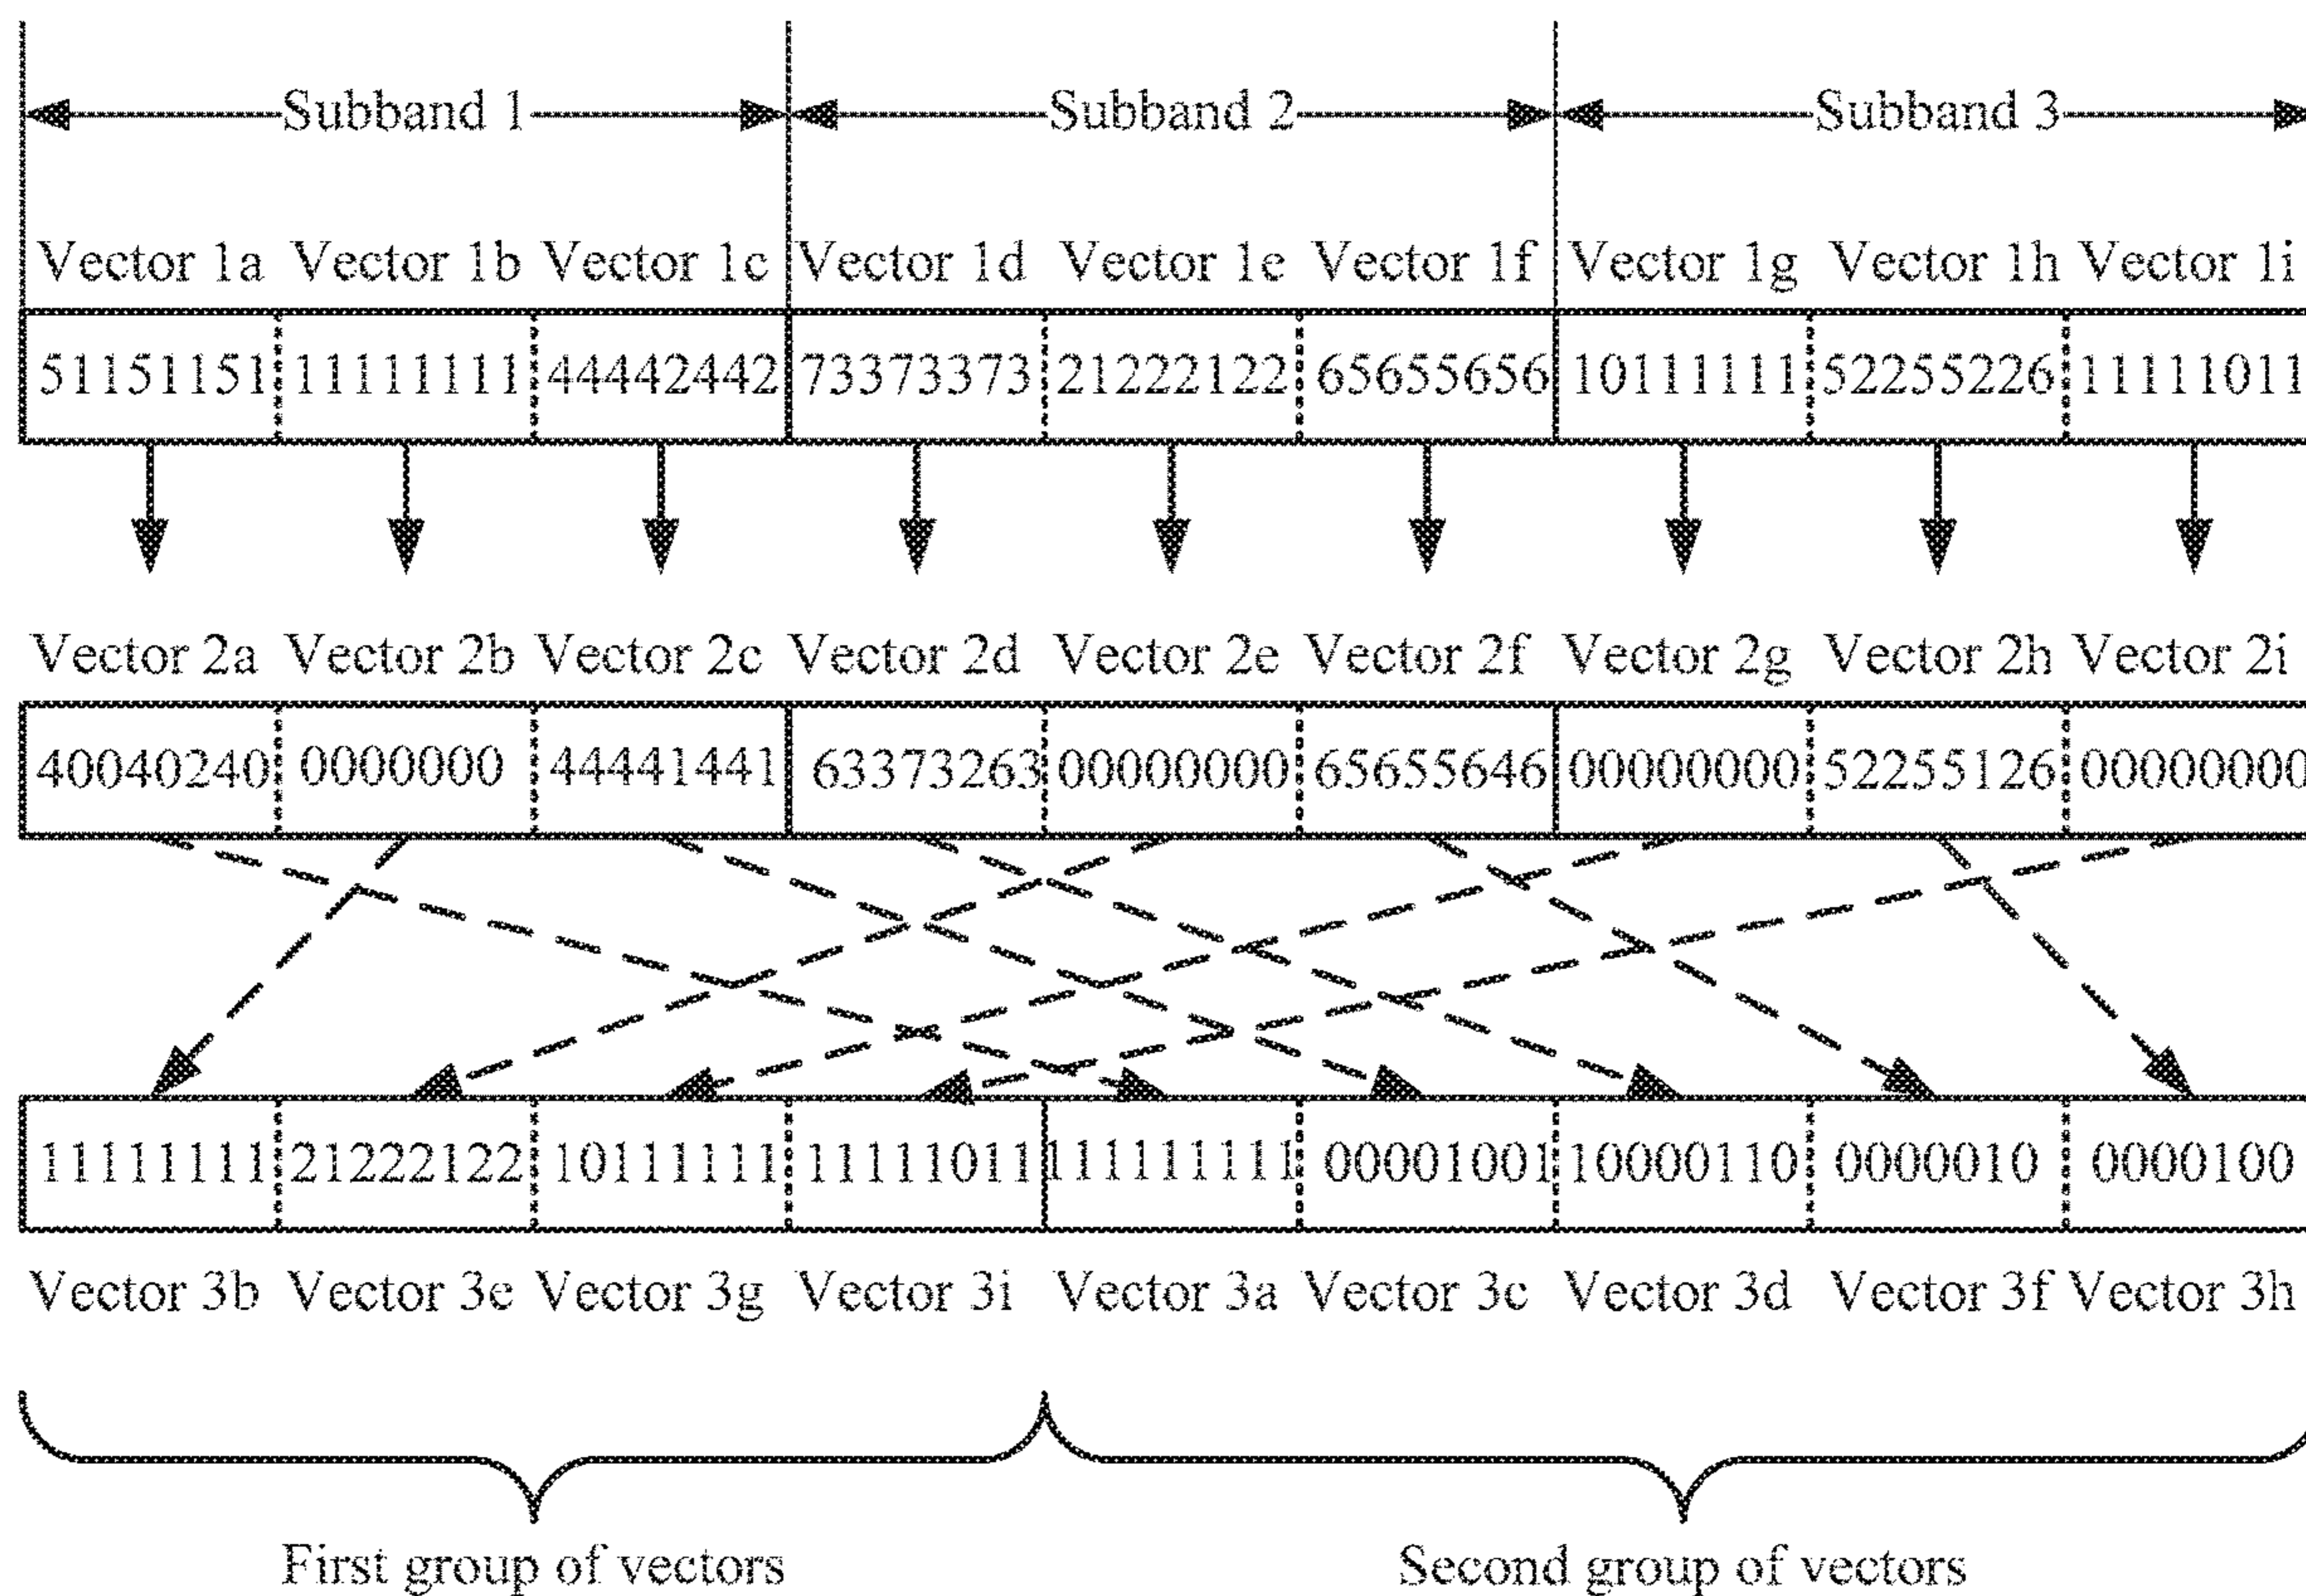 Subband 1 Subband 2 Subband 3
Vector 1a Vector 1b Vector 1c Vector 1d Vector 1e Vector 1f Vector 1g Vector 1h Vector 1i
51151151 11111111 44442442 73373373 21222122 65655656 10111111 52255226 11111011
Vector 2a Vector 2b Vector 2c Vector 2d Vector 2e Vector 2f Vector 2g Vector 2h Vector 2i
40040240 0000000 44441441 63373263 00000000 65655646 00000000 52255126 00000000
11111111 21222122 10111111 11111011 111111111 00001001 10000110 0000010 0000100
Vector 3b Vector 3e Vector 3g Vector 3i Vector 3a Vector 3c Vector 3d Vector 3f Vector 3h
First group of vectors Second group of vectors